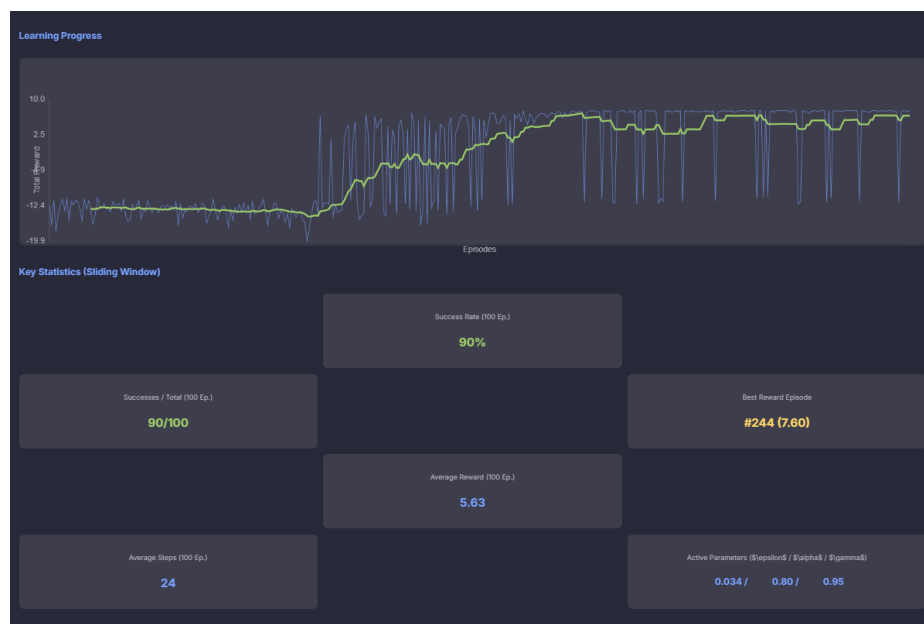 Learning Progress
10.0
2.5
Total Reward
-12.4
-19.9
Episodes
Key Statistics (Sliding Window)
Success Rate (100 Ep.)
90%
Successes / Total (100 Ep.)
90/100
Best Reward Episode
#244 (7.60)
Average Reward (100 Ep.)
5.63
Average Steps (100 Ep.)
24
Active Parameters ($\epsilon$ / $\alpha$ / $\gamma$)
0.034 / 0.80 / 0.95